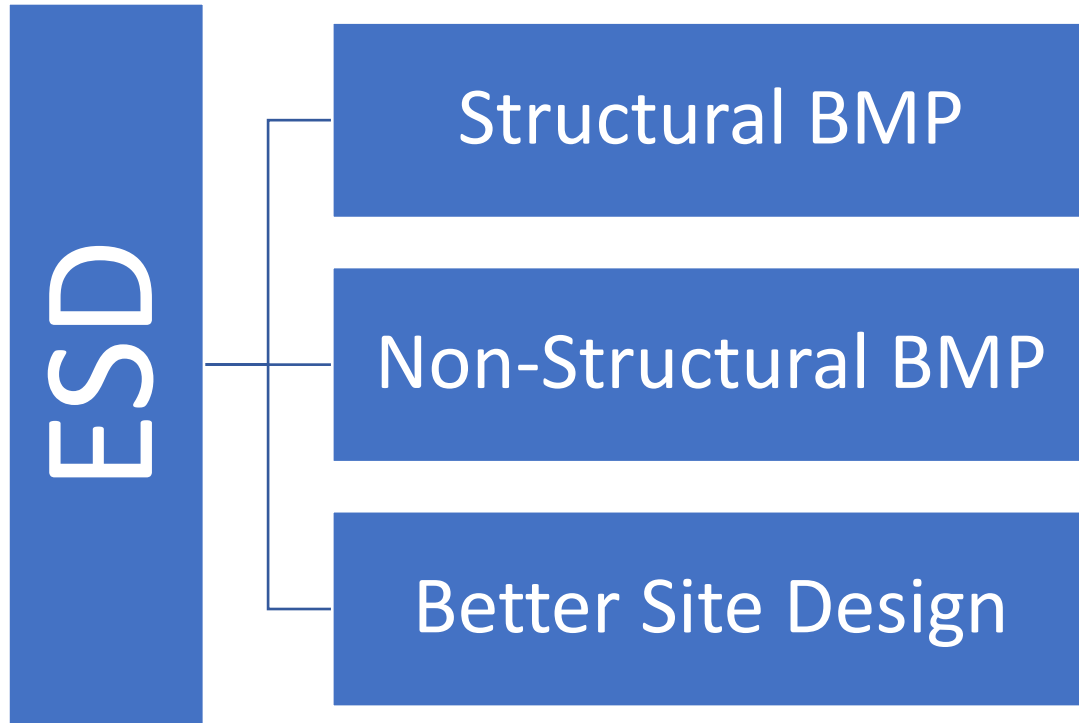 ESD
Structural BMP
Non-Structural BMP
Better Site Design